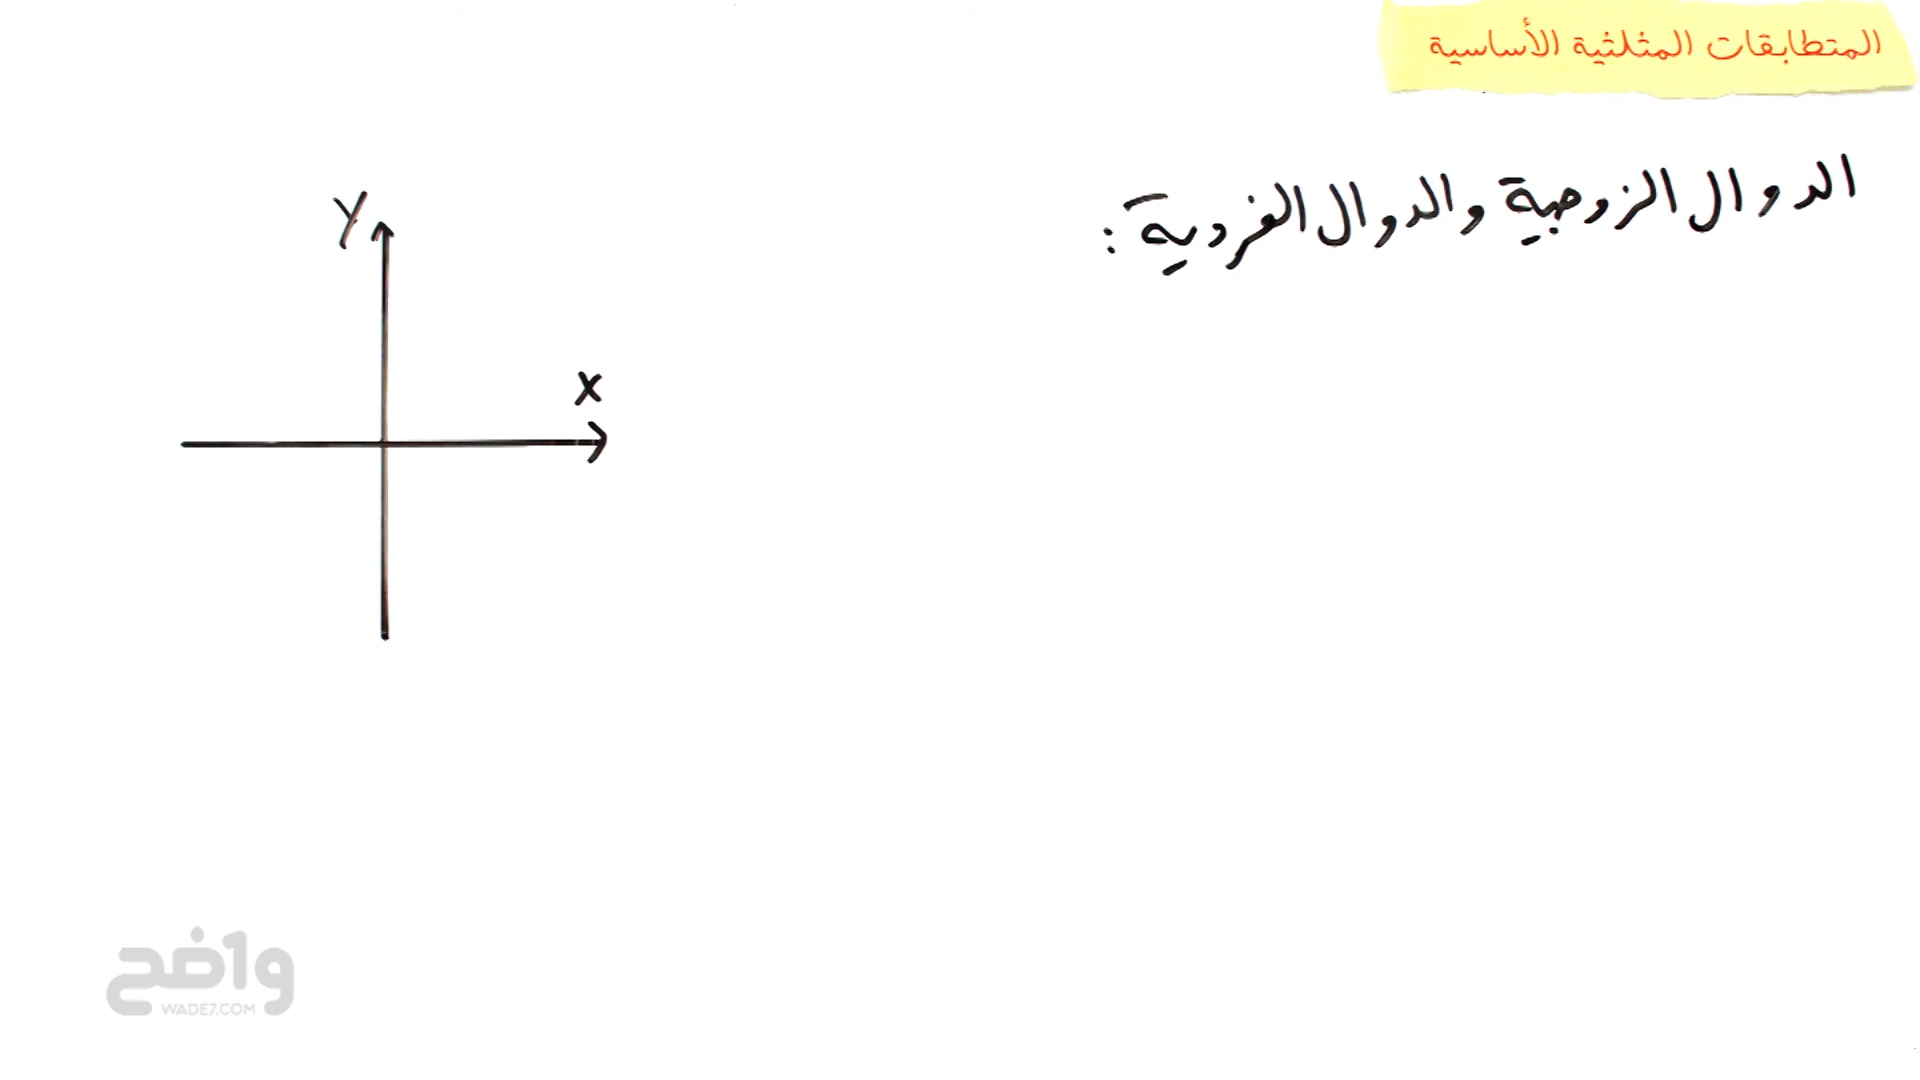 المتطابقات المثلثية الأساسية
الدوال الزوجية والدوال الفردية :
y
x
واضح
WADE7.COM